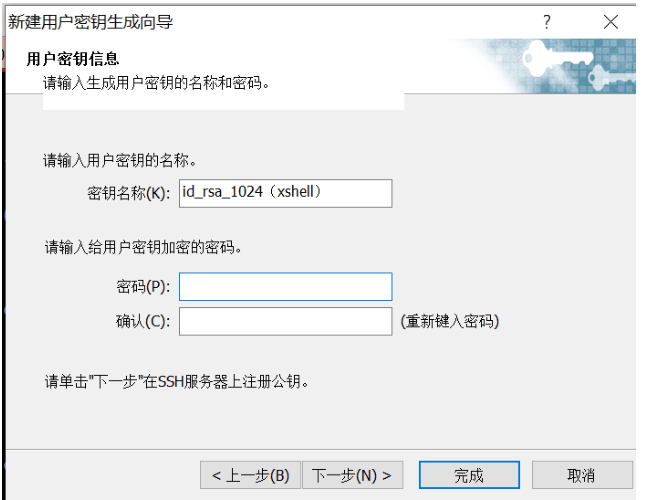 新建用户密钥生成向导 ?
用户密钥信息
请输入生成用户密钥的名称和密码。
请输入用户密钥的名称。
密钥名称(K): id_rsa_1024（xshell）
请输入给用户密钥加密的密码。
密码(P):
确认(C): (重新键入密码)
请单击"下一步"在SSH服务器上注册公钥。
< 上一步(B) 下一步(N) > 完成 取消